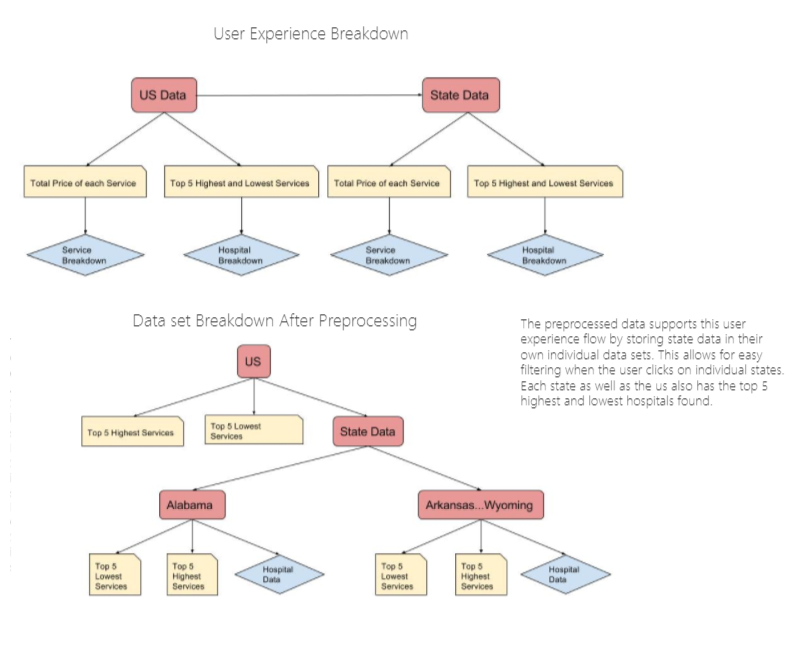 User Experience Breakdown
US Data
State Data
Total Price of each Service
Top 5 Highest and Lowest Services
Total Price of each Service
Top 5 Highest and Lowest Services
Service
Breakdown
Hospital
Breakdown
Service
Breakdown
Hospital
Breakdown
Data set Breakdown After Preprocessing
The preprocessed data supports this user
experience flow by storing state data in their
own individual data sets. This allows for easy
filtering when the user clicks on individual states.
Each state as well as the us also has the top 5
highest and lowest hospitals found.
US
Top 5 Highest Services
Top 5 Lowest
Services
State Data
Alabama
Arkansas...Wyoming
Top 5
Lowest
Services
Top 5
Highest
Services
Hospital
Data
Top 5
Lowest
Services
Top 5
Highest
Services
Hospital
Data